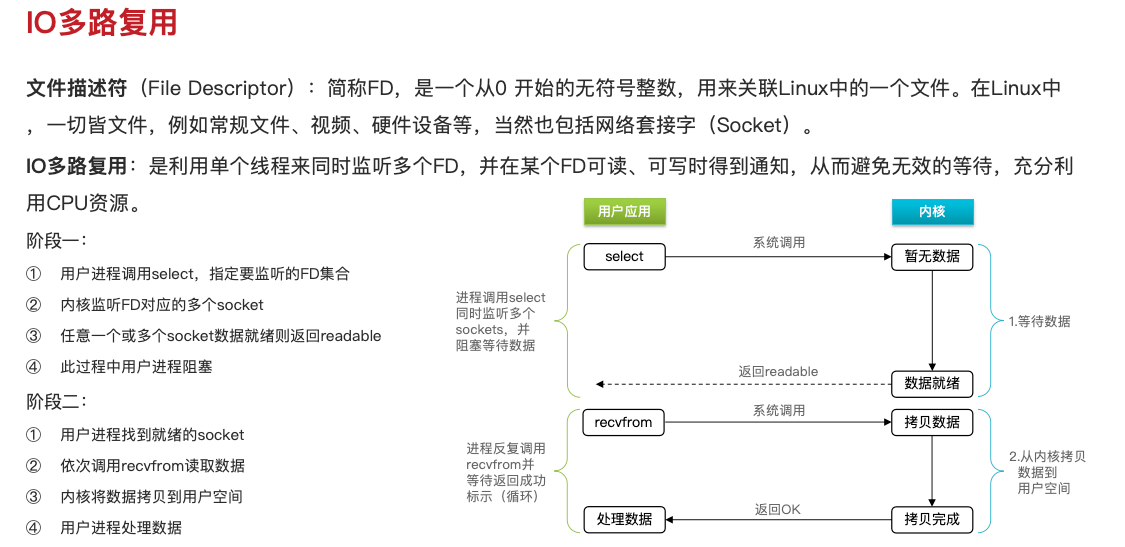 IO多路复用
文件描述符（File Descriptor）：简称FD，是一个从0 开始的无符号整数，用来关联Linux中的一个文件。在Linux中
，一切皆文件，例如常规文件、视频、硬件设备等，当然也包括网络套接字（Socket）。
IO多路复用：是利用单个线程来同时监听多个FD，并在某个FD可读、可写时得到通知，从而避免无效的等待，充分利
用CPU资源。
阶段一：
① 用户进程调用select，指定要监听的FD集合
② 内核监听FD对应的多个socket
③ 任意一个或多个socket数据就绪则返回readable
④ 此过程中用户进程阻塞
阶段二：
① 用户进程找到就绪的socket
② 依次调用recvfrom读取数据
③ 内核将数据拷贝到用户空间
④ 用户进程处理数据
用户应用
内核
select
系统调用
暂无数据
进程调用select
同时监听多个
sockets，并
阻塞等待数据
1.等待数据
返回readable
数据就绪
recvfrom
系统调用
拷贝数据
进程反复调用
recvfrom并
等待返回成功
标示（循环）
2.从内核拷贝
数据到
用户空间
处理数据
返回OK
拷贝完成